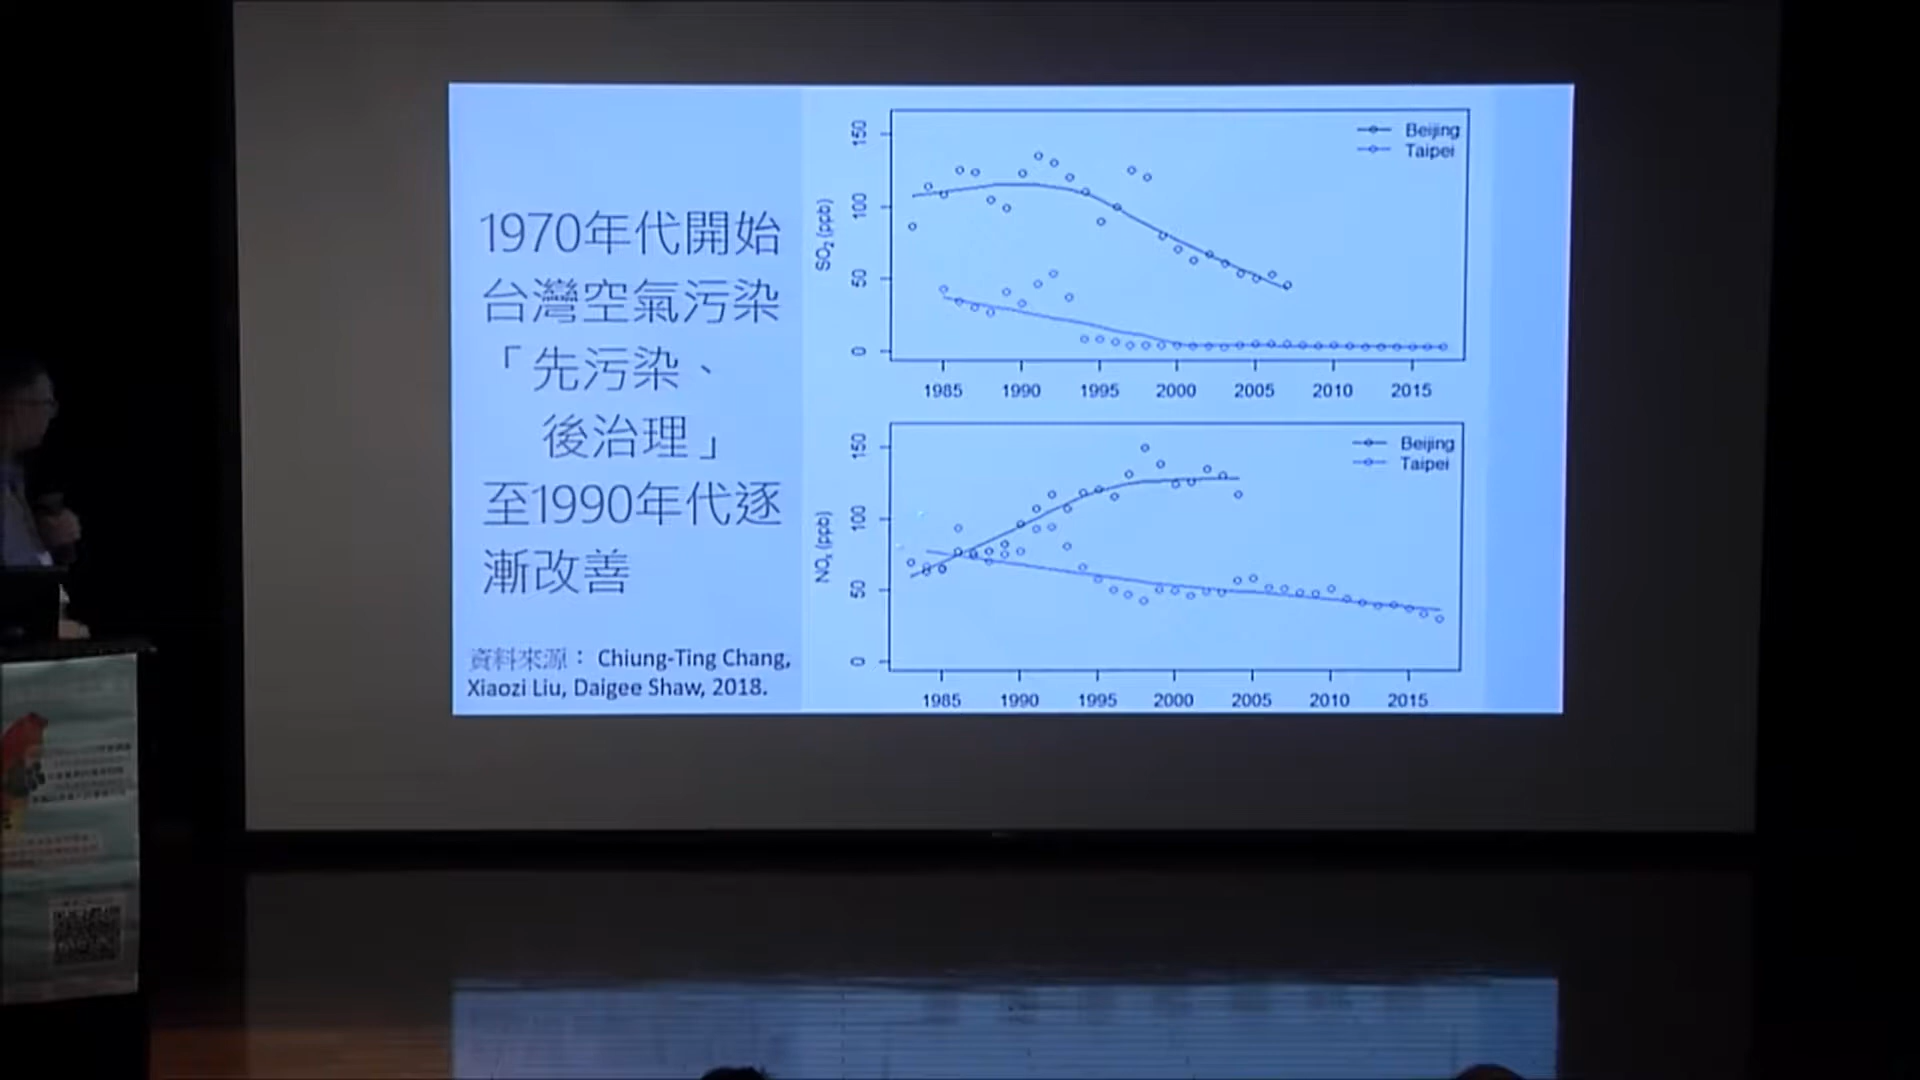 1970年代開始
台灣空氣污染
「先污染、
後治理」
至1990年代逐
漸改善
資料來源： Chiung-Ting Chang,
Xiaozi Liu, Daigee Shaw, 2018.
SO₂ (ppb)
150
100
50
0
Beijing
Taipei
1985 1990 1995 2000 2005 2010 2015
NOₓ (ppb)
150
100
50
0
Beijing
Taipei
1985 1990 1995 2000 2005 2010 2015